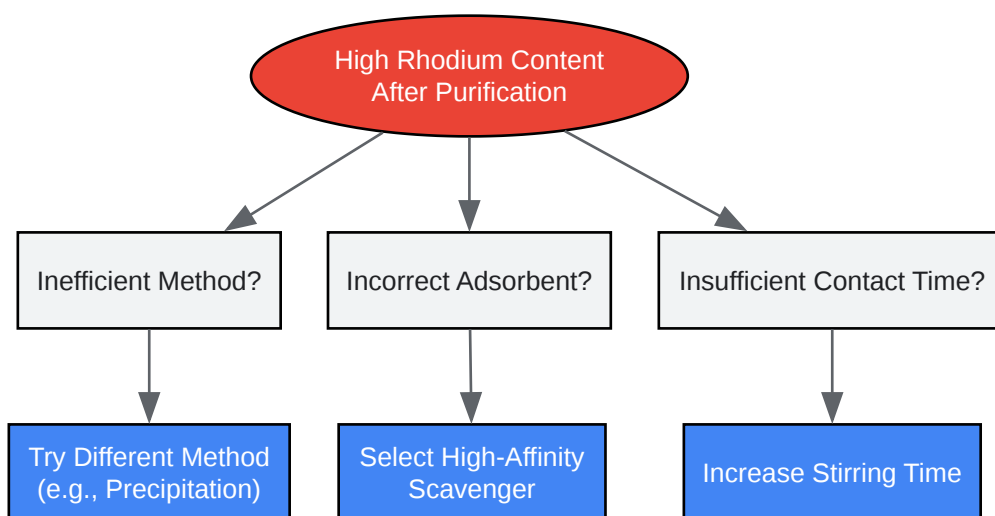 High Rhodium Content
After Purification
Inefficient Method?
Incorrect Adsorbent?
Insufficient Contact Time?
Try Different Method
(e.g., Precipitation)
Select High-Affinity
Scavenger
Increase Stirring Time